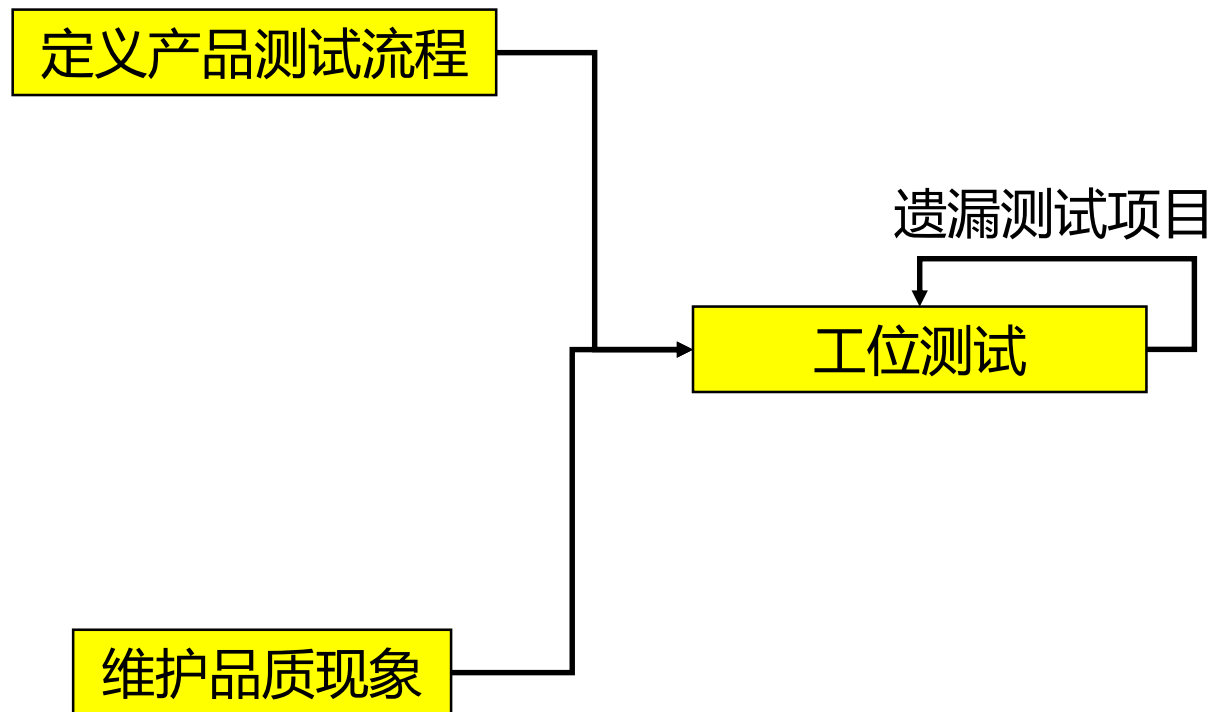 定义产品测试流程
遗漏测试项目
工位测试
维护品质现象